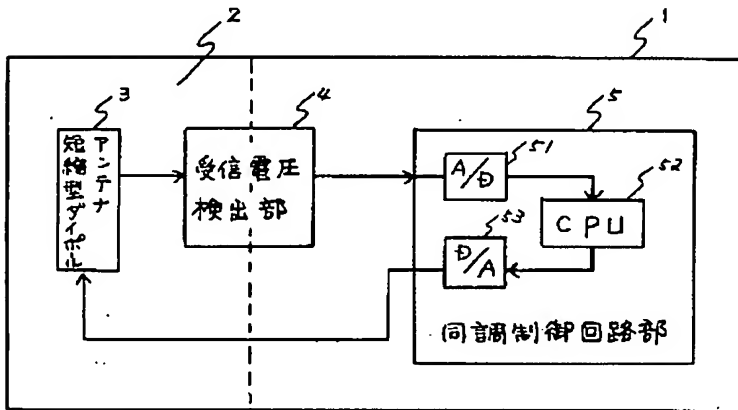 2
1
3
短縮型ダイポール
アンテナ
4
受信電圧
検出部
5
A/D
51
CPU
52
D/A
53
同調制御回路部